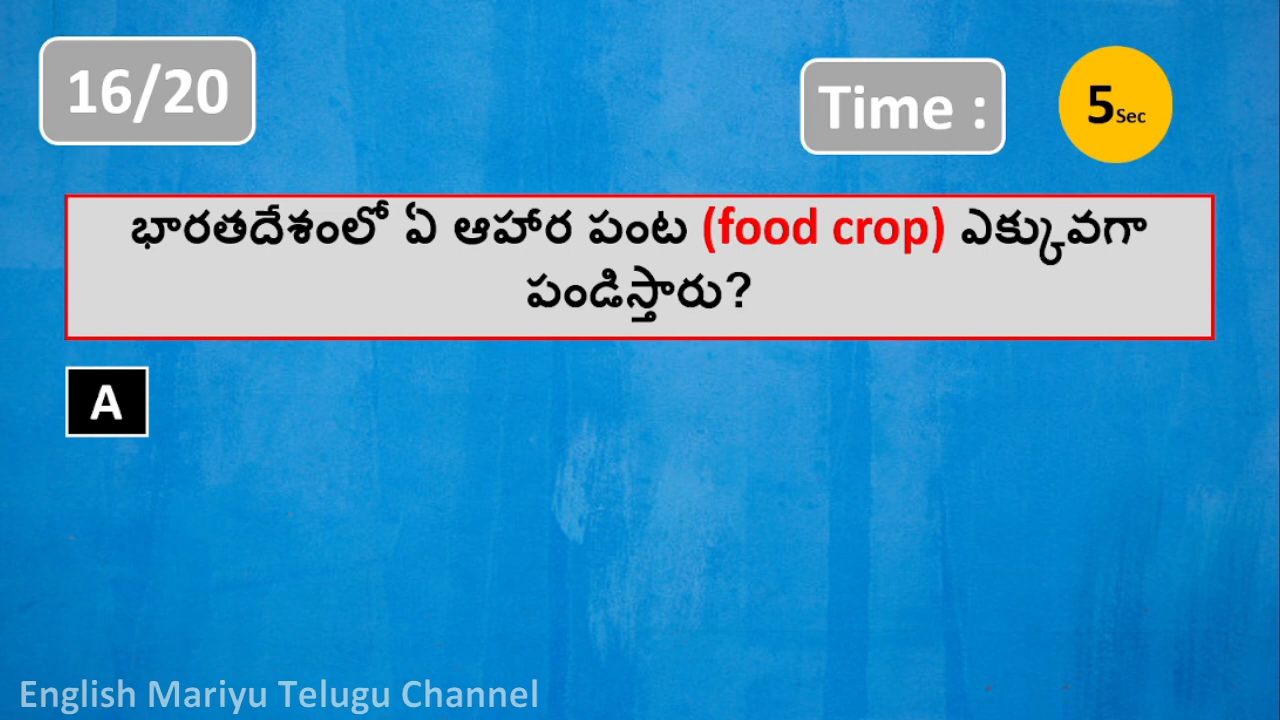 16/20
Time :
5Sec
భారతదేశంలో ఏ ఆహార పంట (food crop) ఎక్కువగా
పండిస్తారు?
A
English Mariyu Telugu Channel